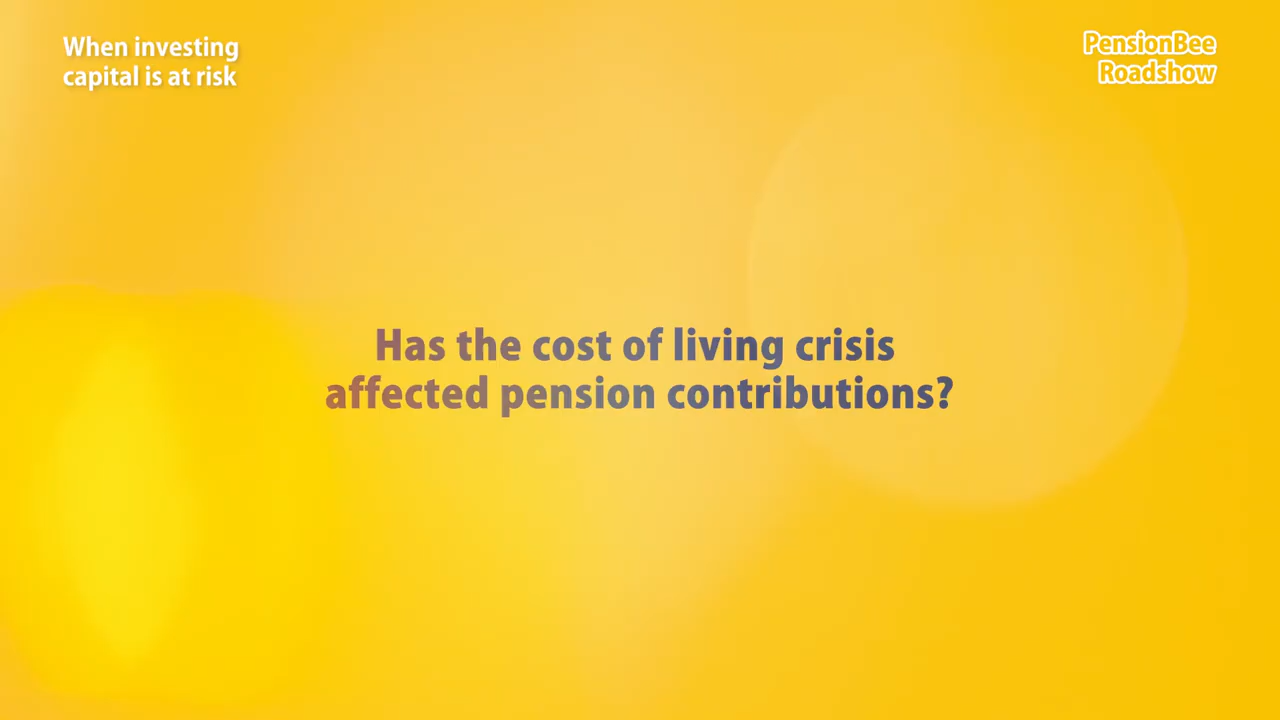 When investing
capital is at risk
PensionBee
Roadshow
Has the cost of living crisis
affected pension contributions?